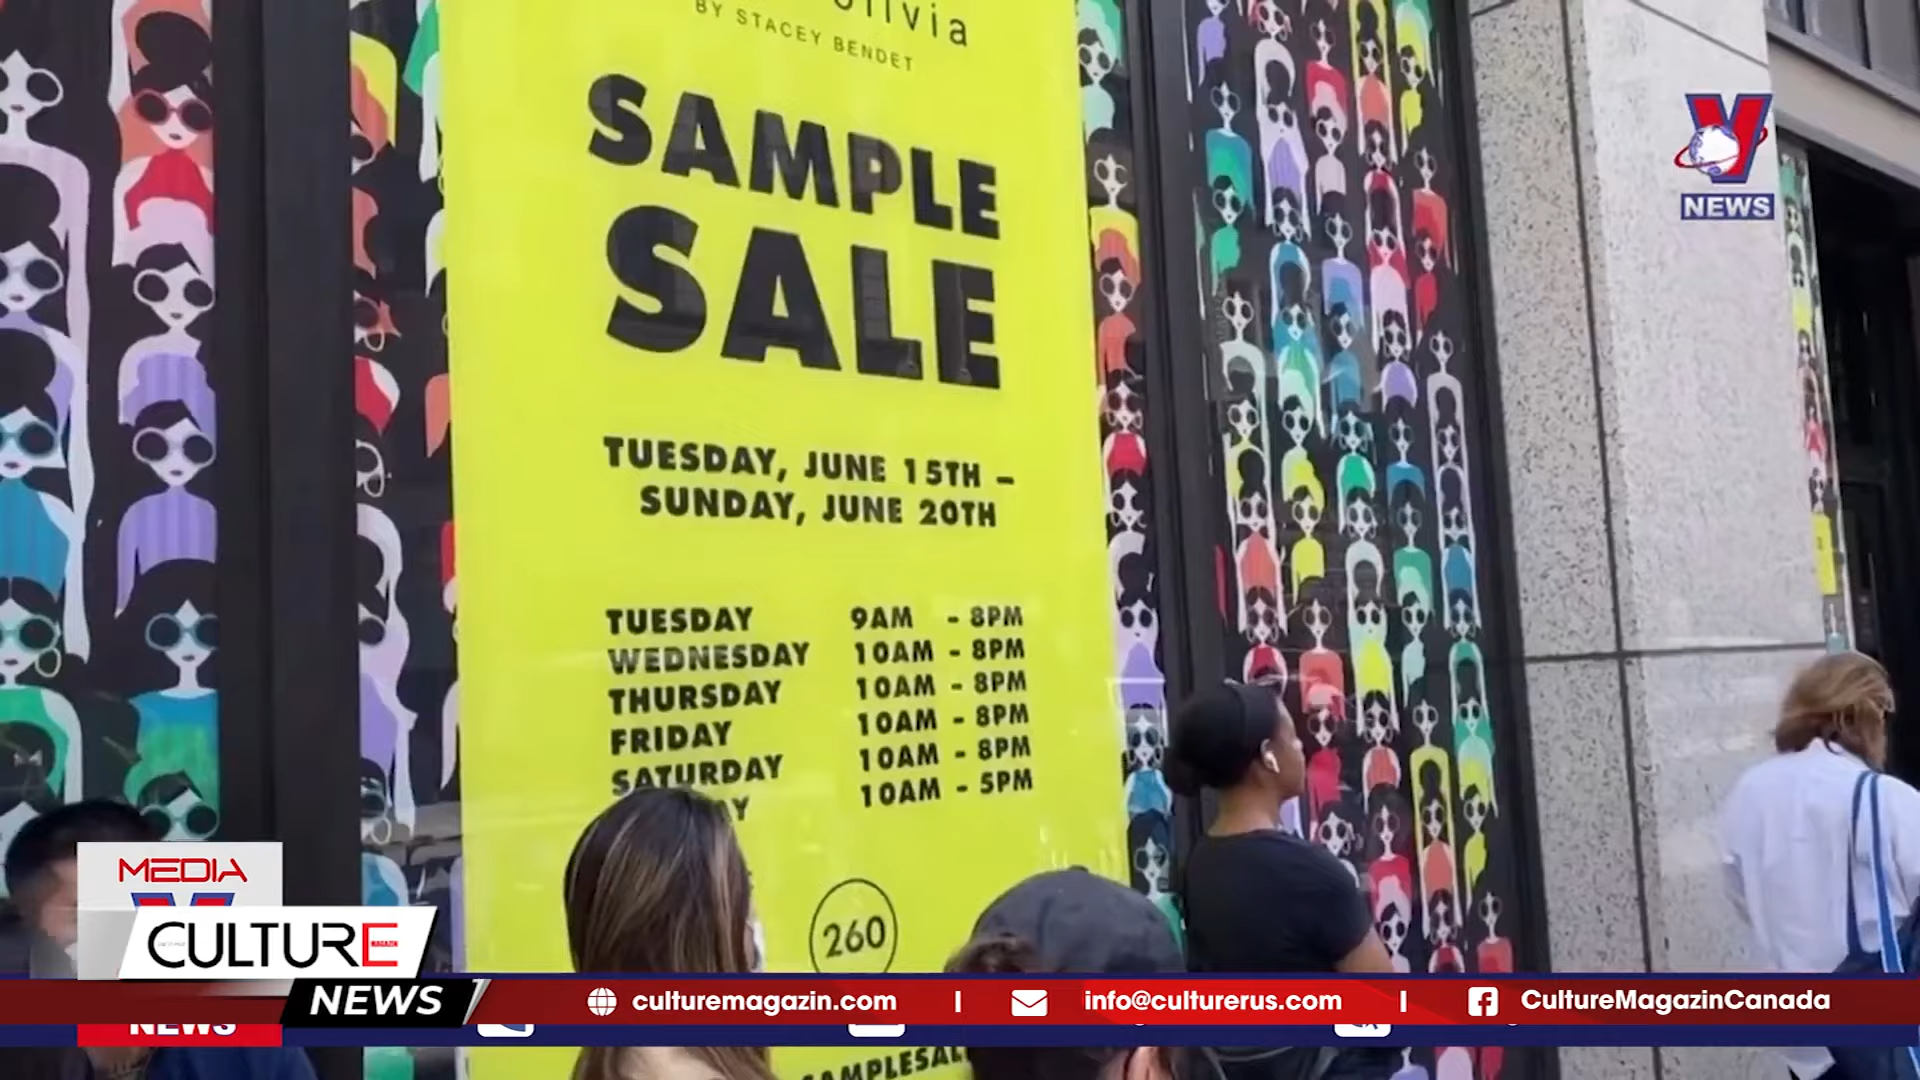 BY STACEY BENDET
SAMPLE
SALE
TUESDAY, JUNE 15TH –
SUNDAY, JUNE 20TH
TUESDAY 9AM - 8PM
WEDNESDAY 10AM - 8PM
THURSDAY 10AM - 8PM
FRIDAY 10AM - 8PM
SATURDAY 10AM - 8PM
10AM - 5PM
260
NEWS
MEDIA
CULTURE
NEWS
NEWS
culturemagazin.com | info@culturerus.com | CultureMagazinCanada